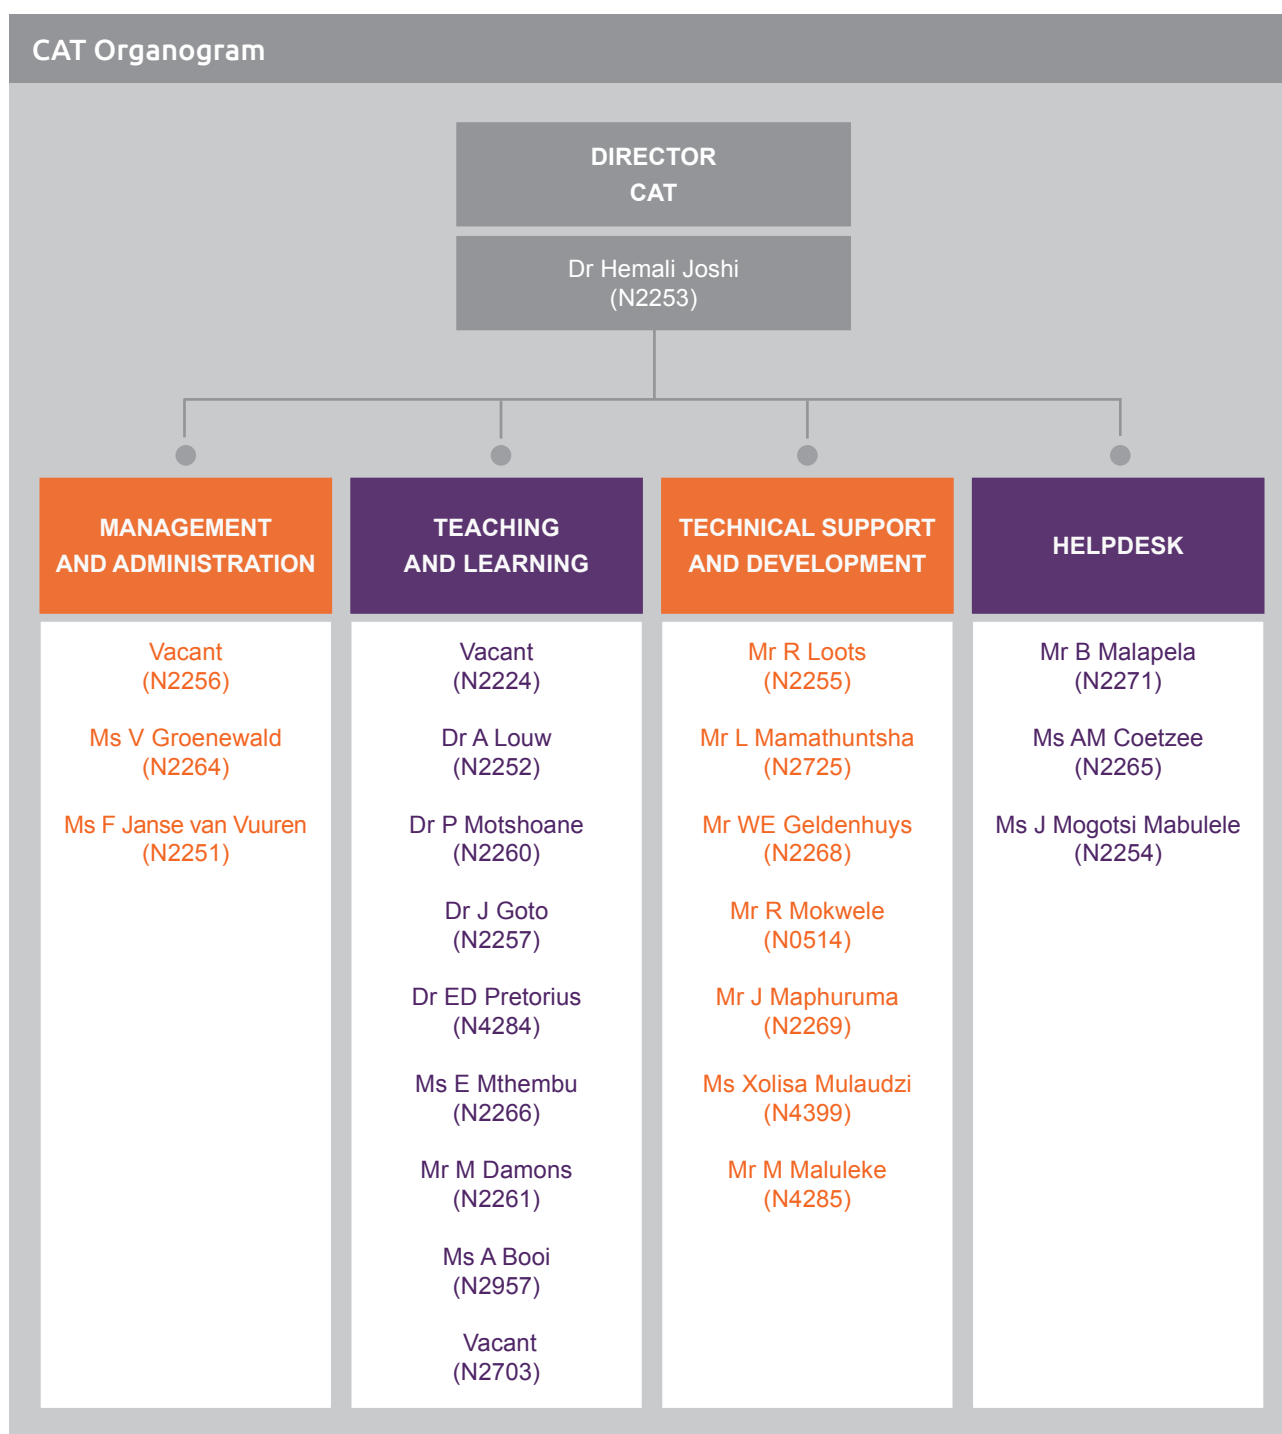 CAT Organogram
DIRECTOR
CAT
Dr Hemali Joshi
(N2253)
MANAGEMENT
AND ADMINISTRATION
Vacant
(N2256)
Ms V Groenewald
(N2264)
Ms F Janse van Vuuren
(N2251)
TEACHING
AND LEARNING
Vacant
(N2224)
Dr A Louw
(N2252)
Dr P Motshoane
(N2260)
Dr J Goto
(N2257)
Dr ED Pretorius
(N4284)
Ms E Mthembu
(N2266)
Mr M Damons
(N2261)
Ms A Booi
(N2957)
Vacant
(N2703)
TECHNICAL SUPPORT
AND DEVELOPMENT
Mr R Loots
(N2255)
Mr L Mamathuntsha
(N2725)
Mr WE Geldenhuys
(N2268)
Mr R Mokwele
(N0514)
Mr J Maphuruma
(N2269)
Ms Xolisa Mulaudzi
(N4399)
Mr M Maluleke
(N4285)
HELPDESK
Mr B Malapela
(N2271)
Ms AM Coetzee
(N2265)
Ms J Mogotsi Mabulele
(N2254)